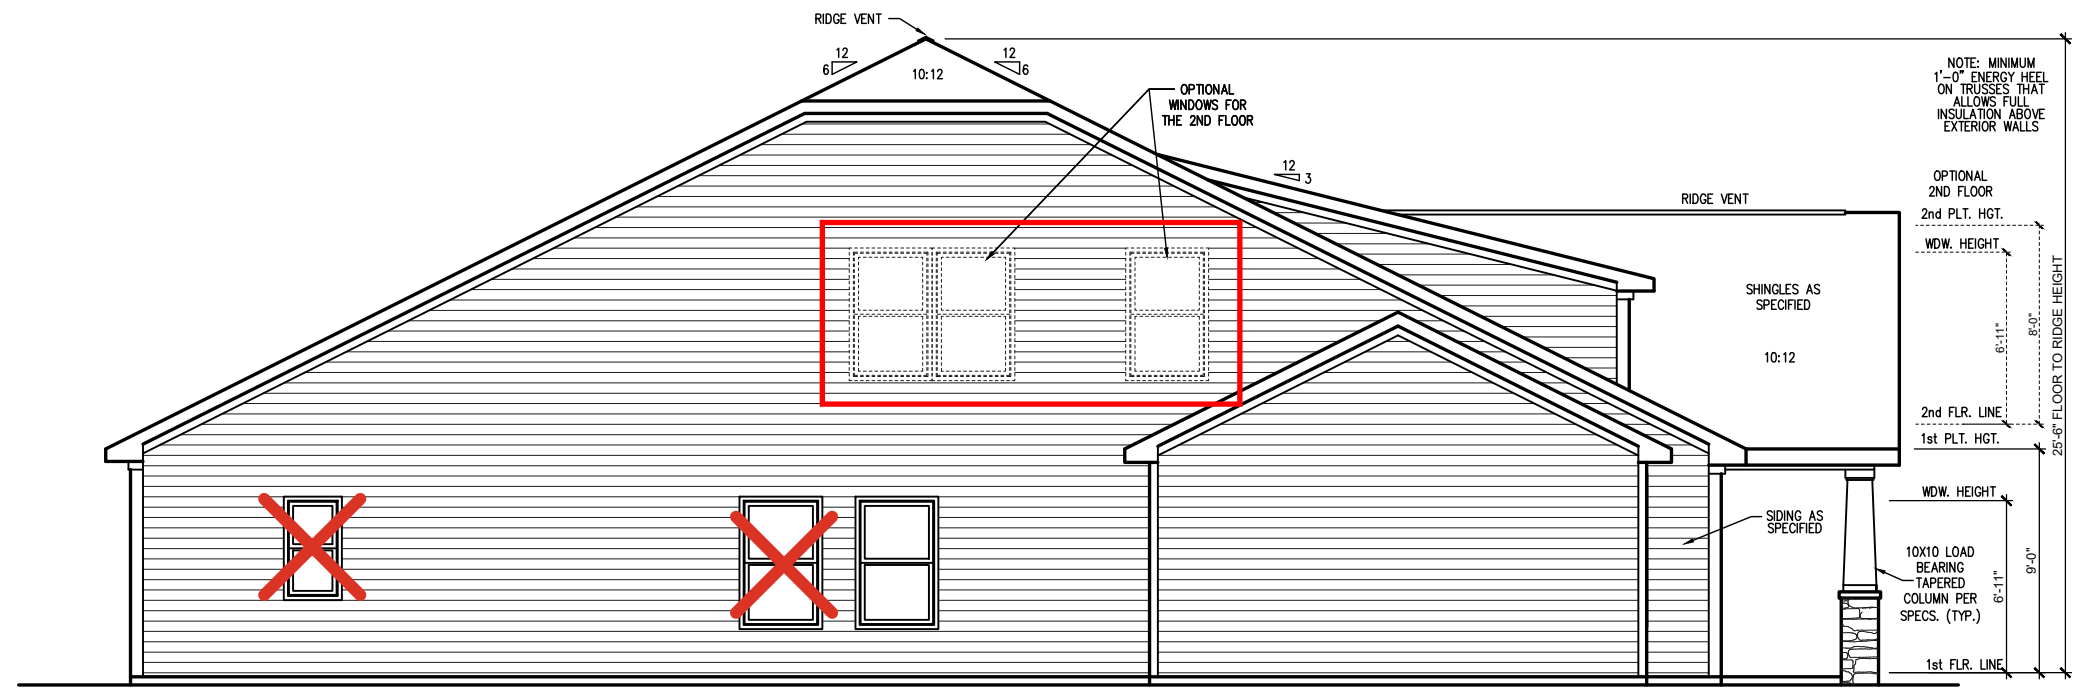 RIDGE VENT
12
6
12
6
10:12
OPTIONAL
WINDOWS FOR
THE 2ND FLOOR
12
3
RIDGE VENT
SHINGLES AS
SPECIFIED
10:12
NOTE: MINIMUM
1'-0" ENERGY HEEL
ON TRUSSES THAT
ALLOWS FULL
INSULATION ABOVE
EXTERIOR WALLS
OPTIONAL
2ND FLOOR
2nd PLT. HGT.
WDW. HEIGHT
6'-11"
8'-0"
25'-6" FLOOR TO RIDGE HEIGHT
2nd FLR. LINE
1st PLT. HGT.
WDW. HEIGHT
SIDING AS
SPECIFIED
10X10 LOAD
BEARING
TAPERED
COLUMN PER
SPECS. (TYP.)
6'-11"
9'-0"
1st FLR. LINE